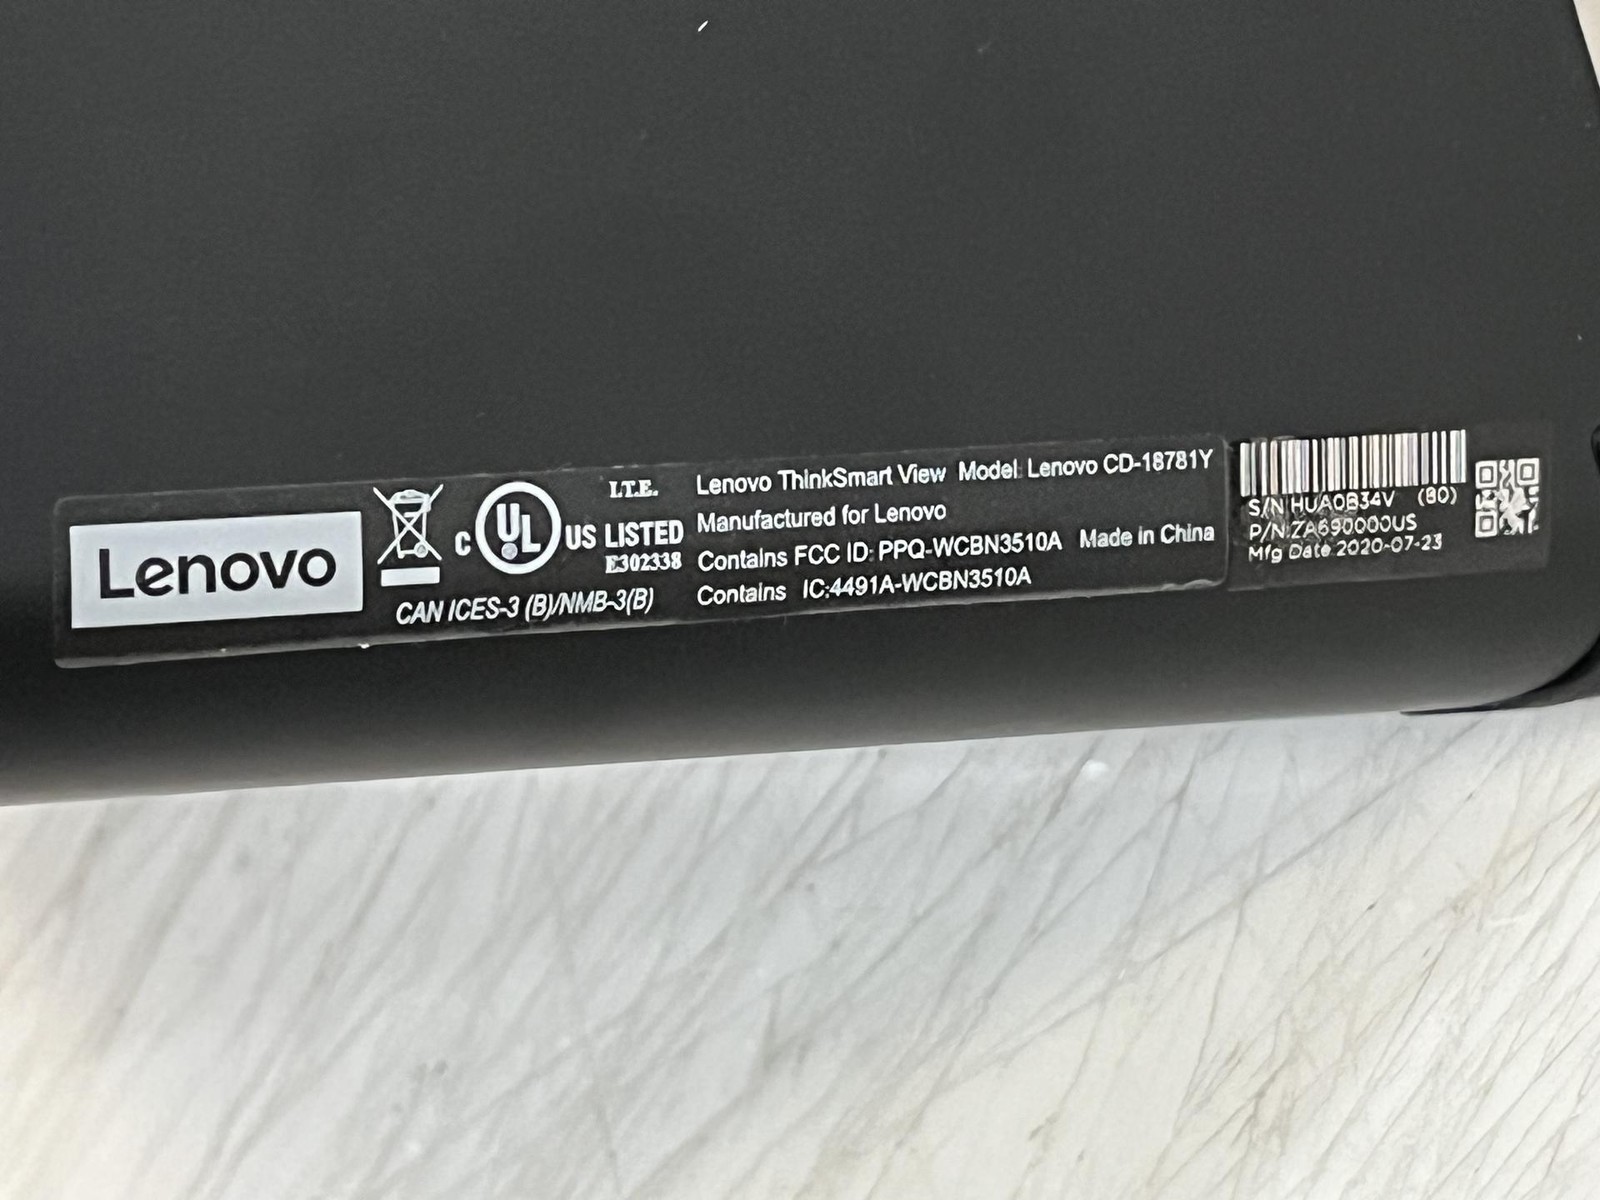 Lenovo
C UL US LISTED
I.T.E.
E302338
CAN ICES-3 (B)/NMB-3(B)
Lenovo ThinkSmart View Model: Lenovo CD-18781Y
Manufactured for Lenovo
Contains FCC ID: PPQ-WCBN3510A Made in China
Contains IC:4491A-WCBN3510A
S/N HUA0B34V (80)
P/N:ZA690000US
Mfg Date 2020-07-23